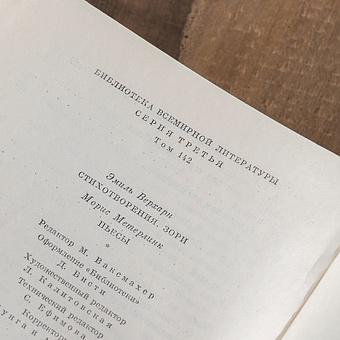 БИБЛИОТЕКА ВСЕМИРНОЙ ЛИТЕРАТУРЫ
СЕРИЯ ТРЕТЬЯ
Том 142
Эмиль Верхарн
СТИХОТВОРЕНИЯ. ЗОРИ
Морис Метерлинк
ПЬЕСЫ
*
Редактор М. Ваксмахер
Оформление «Библиотеки»
Д. Бисти
Художественный редактор
Л. Калитовская
Технический редактор
С. Ефимова
Корректоры